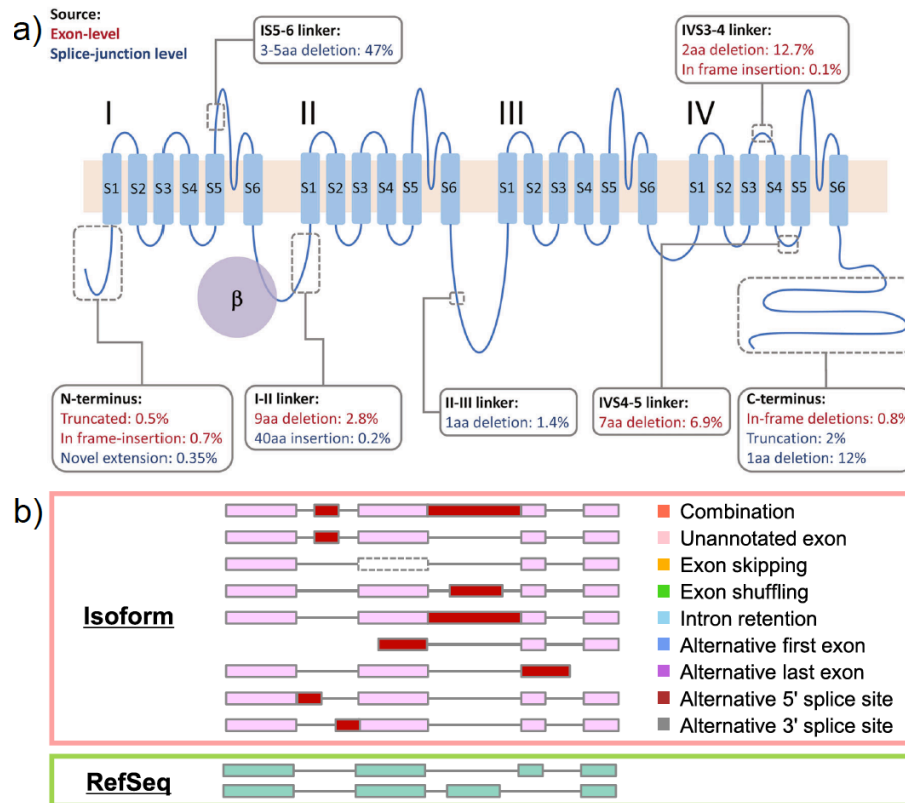 a)
Source:
Exon-level
Splice-junction level
IS5-6 linker:
3-5aa deletion: 47%
IVS3-4 linker:
2aa deletion: 12.7%
In frame insertion: 0.1%
I
II
III
IV
S1 S2 S3 S4 S5 S6
S1 S2 S3 S4 S5 S6
S1 S2 S3 S4 S5 S6
S1 S2 S3 S4 S5 S6
β
N-terminus:
Truncated: 0.5%
In frame-insertion: 0.7%
Novel extension: 0.35%
I-II linker:
9aa deletion: 2.8%
40aa insertion: 0.2%
II-III linker:
1aa deletion: 1.4%
IVS4-5 linker:
7aa deletion: 6.9%
C-terminus:
In-frame deletions: 0.8%
Truncation: 2%
1aa deletion: 12%
b)
Isoform
Combination
Unannotated exon
Exon skipping
Exon shuffling
Intron retention
Alternative first exon
Alternative last exon
Alternative 5' splice site
Alternative 3' splice site
RefSeq